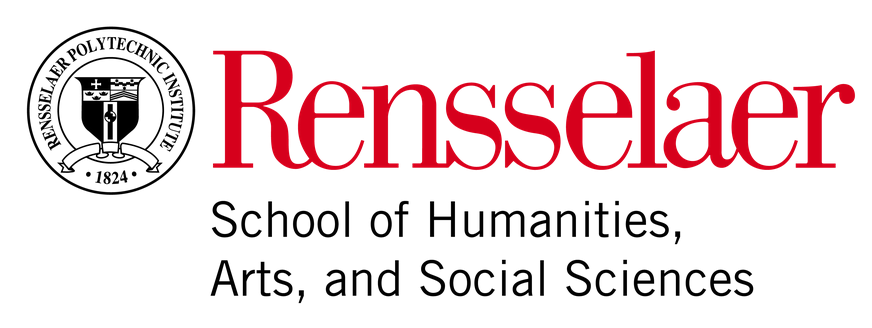 RENSSELAER POLYTECHNIC INSTITUTE
• 1824 •
Rensselaer
School of Humanities,
Arts, and Social Sciences